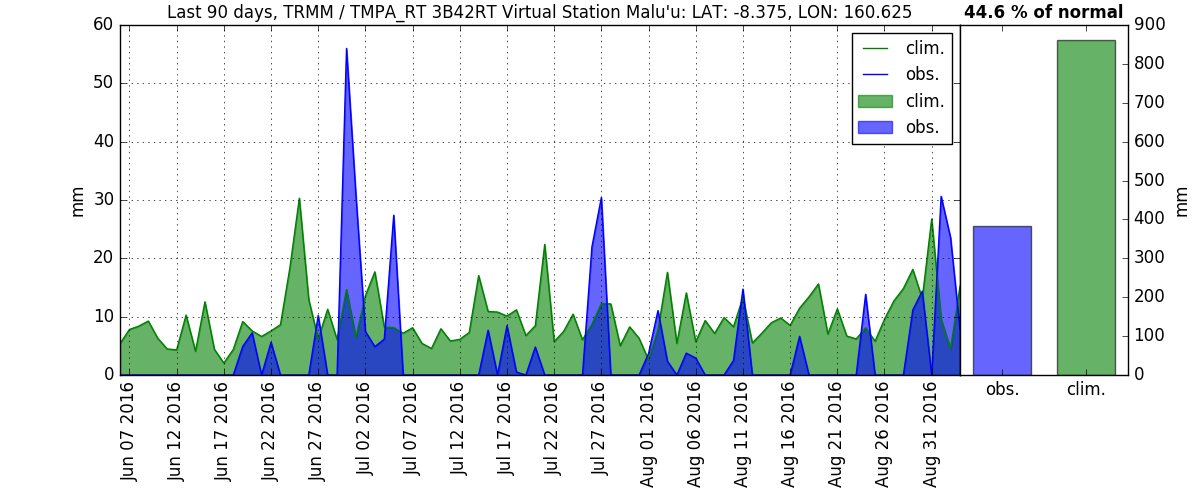 Last 90 days, TRMM / TMPA_RT 3B42RT Virtual Station Malu'u: LAT: -8.375, LON: 160.625
44.6 % of normal
60
50
40
30
20
10
0
mm
clim.
obs.
clim.
obs.
900
800
700
600
500
400
300
200
100
0
mm
Jun 07 2016
Jun 12 2016
Jun 17 2016
Jun 22 2016
Jun 27 2016
Jul 02 2016
Jul 07 2016
Jul 12 2016
Jul 17 2016
Jul 22 2016
Jul 27 2016
Aug 01 2016
Aug 06 2016
Aug 11 2016
Aug 16 2016
Aug 21 2016
Aug 26 2016
Aug 31 2016
obs.
clim.